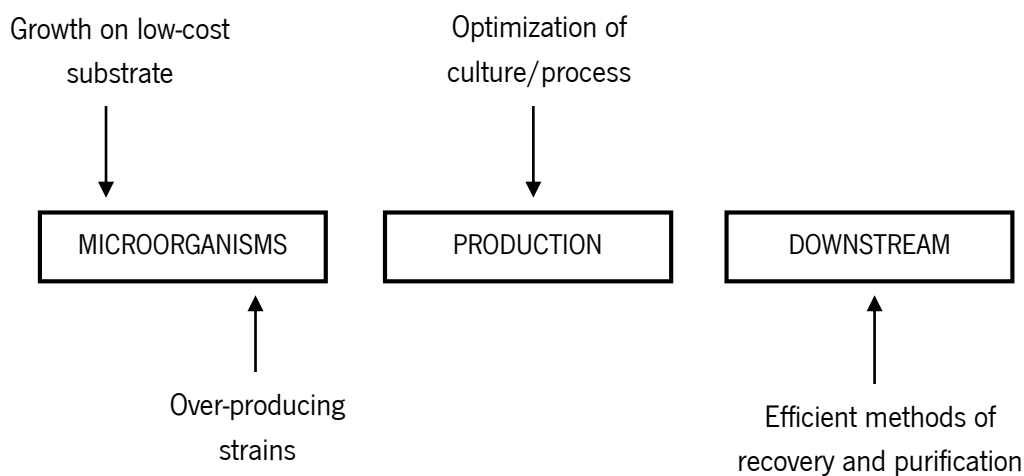 Growth on low-cost
substrate
Optimization of
culture/process
MICROORGANISMS
PRODUCTION
DOWNSTREAM
Over-producing
strains
Efficient methods of
recovery and purification